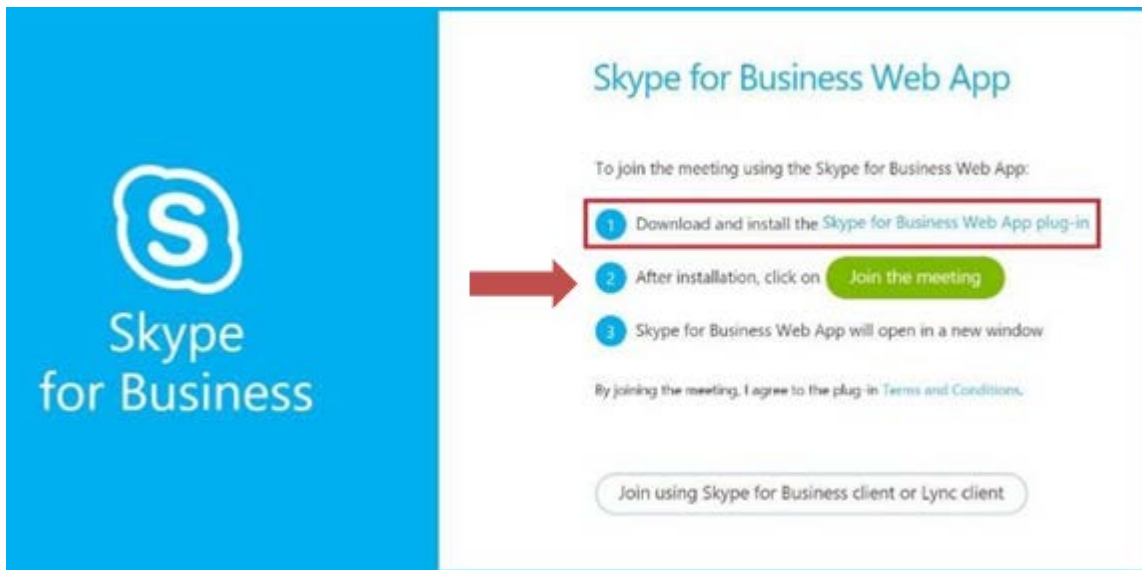 S
Skype
for Business
Skype for Business Web App
To join the meeting using the Skype for Business Web App:
1 Download and install the Skype for Business Web App plug-in
2 After installation, click on Join the meeting
3 Skype for Business Web App will open in a new window
By joining the meeting, I agree to the plug-in Terms and Conditions.
Join using Skype for Business client or Lync client